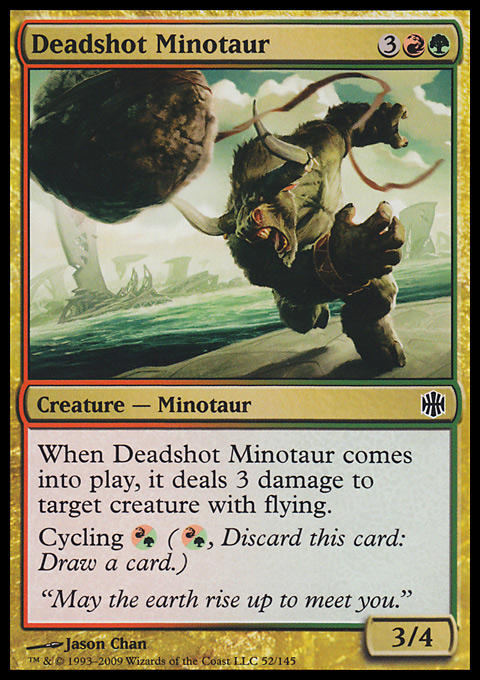 Deadshot Minotaur 3
Creature — Minotaur
When Deadshot Minotaur comes
into play, it deals 3 damage to
target creature with flying.
Cycling (, Discard this card:
Draw a card.)
“May the earth rise up to meet you.”
Jason Chan
3/4
™ & © 1993–2009 Wizards of the Coast LLC 52/145